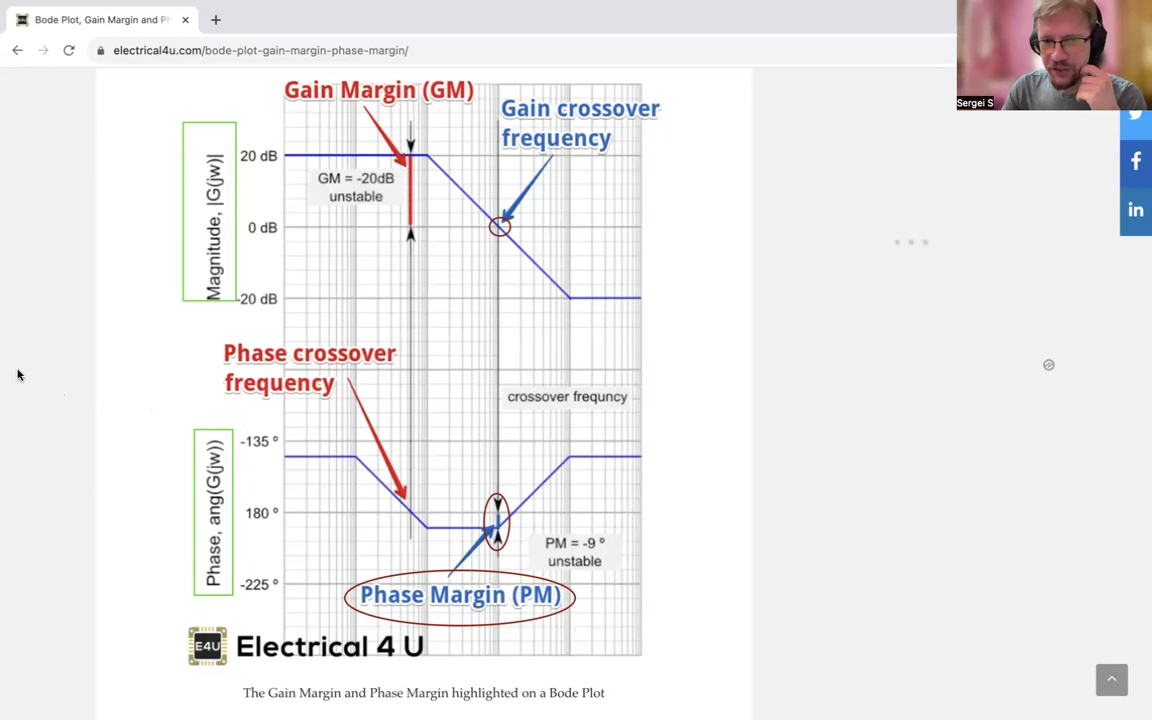 Bode Plot, Gain Margin and Ph
electrical4u.com/bode-plot-gain-margin-phase-margin/
Sergei S
Gain Margin (GM)
Gain crossover
frequency
Magnitude, |G(jw)|
20 dB
GM = -20dB
unstable
0 dB
-20 dB
Phase crossover
frequency
crossover frequncy
Phase, ang(G(jw))
-135 °
180 °
PM = -9 °
unstable
-225 °
Phase Margin (PM)
E4U
Electrical 4 U
The Gain Margin and Phase Margin highlighted on a Bode Plot